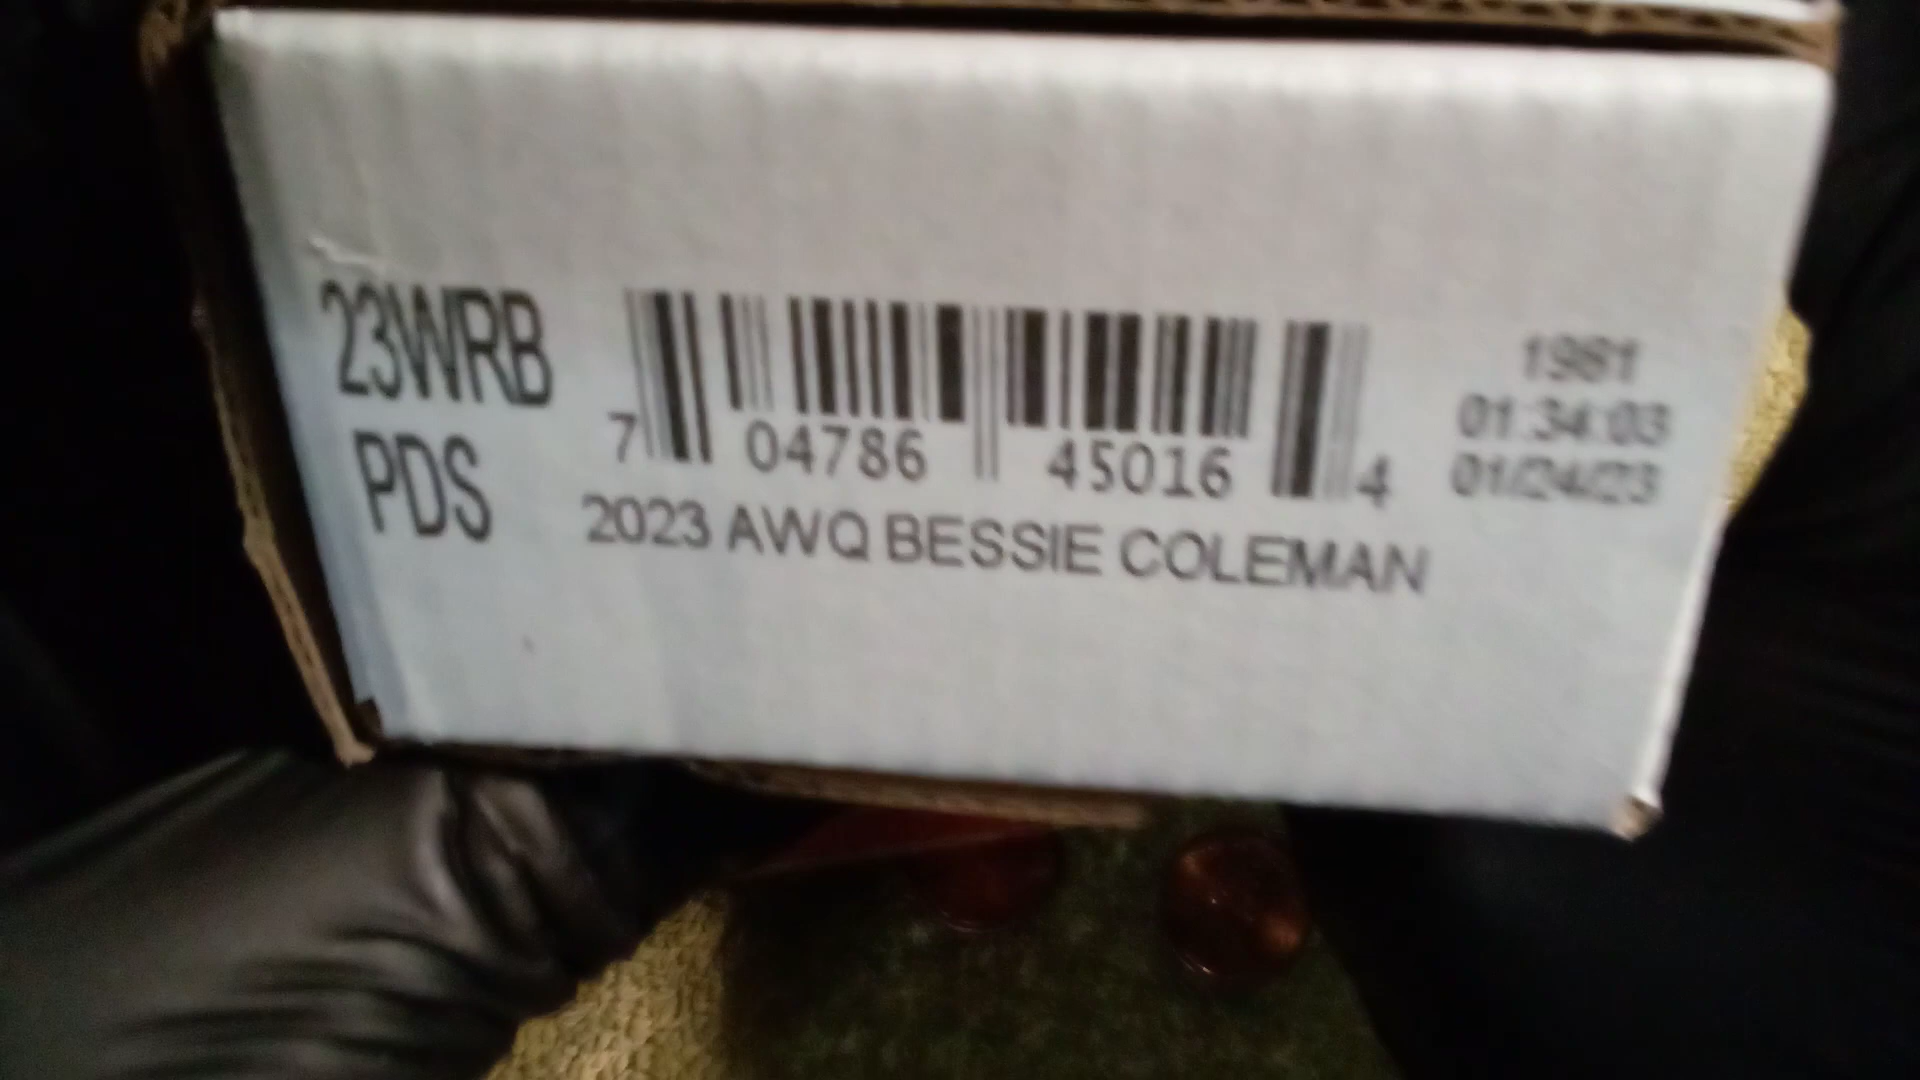 23WRB
PDS
7 04786 45016 4
2023 AWQ BESSIE COLEMAN
1981
01:34:03
01/24/23